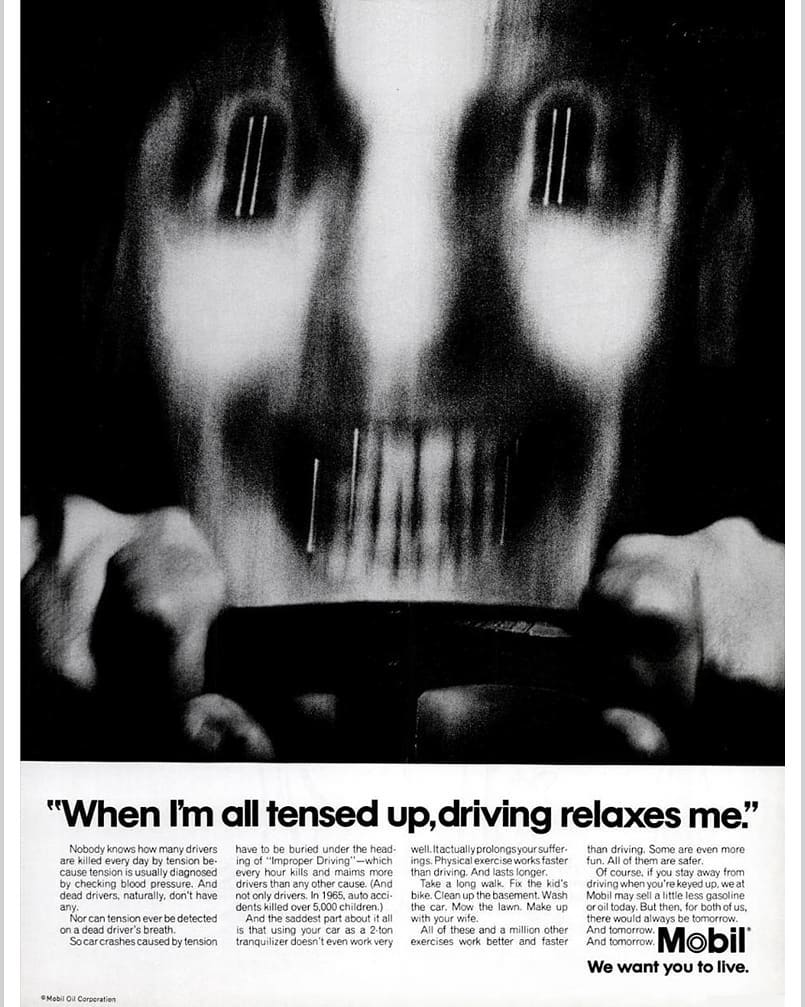 "When I'm all tensed up, driving relaxes me."
Nobody knows how many drivers
are killed every day by tension be-
cause tension is usually diagnosed
by checking blood pressure. And
dead drivers, naturally, don't have
any.
Nor can tension ever be detected
on a dead driver's breath.
So car crashes caused by tension
have to be buried under the head-
ing of "Improper Driving"—which
every hour kills and maims more
drivers than any other cause. (And
not only drivers. In 1965, auto acci-
dents killed over 5,000 children.)
And the saddest part about it all
is that using your car as a 2-ton
tranquilizer doesn't even work very
well. It actually prolongs your suffer-
ings. Physical exercise works faster
than driving. And lasts longer.
Take a long walk. Fix the kid's
bike. Clean up the basement. Wash
the car. Mow the lawn. Make up
with your wife.
All of these and a million other
exercises work better and faster
than driving. Some are even more
fun. All of them are safer.
Of course, if you stay away from
driving when you're keyed up, we at
Mobil may sell a little less gasoline
or oil today. But then, for both of us,
there would always be tomorrow.
And tomorrow.
And tomorrow.
Mobil®
We want you to live.
©Mobil Oil Corporation